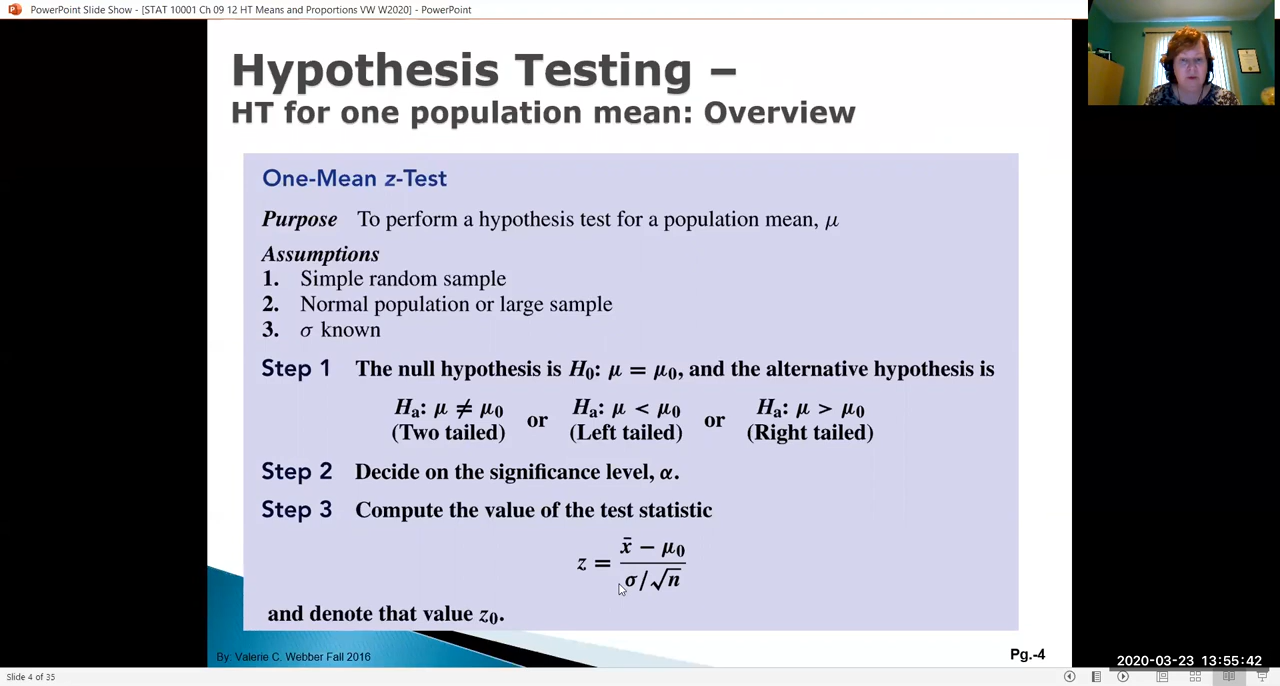 PowerPoint Slide Show - [STAT 10001 Ch 09 12 HT Means and Proportions VW W2020] - PowerPoint
Hypothesis Testing –
HT for one population mean: Overview
One-Mean z-Test
Purpose To perform a hypothesis test for a population mean, μ
Assumptions
1. Simple random sample
2. Normal population or large sample
3. σ known
Step 1 The null hypothesis is H₀: μ = μ₀, and the alternative hypothesis is
Hₐ: μ ≠ μ₀ or Hₐ: μ < μ₀ or Hₐ: μ > μ₀
(Two tailed) (Left tailed) (Right tailed)
Step 2 Decide on the significance level, α.
Step 3 Compute the value of the test statistic
z = (x̄ − μ₀) / (σ/√n)
and denote that value z₀.
By: Valerie C. Webber Fall 2016
Pg.-4
2020-03-23 13:55:42
Slide 4 of 35